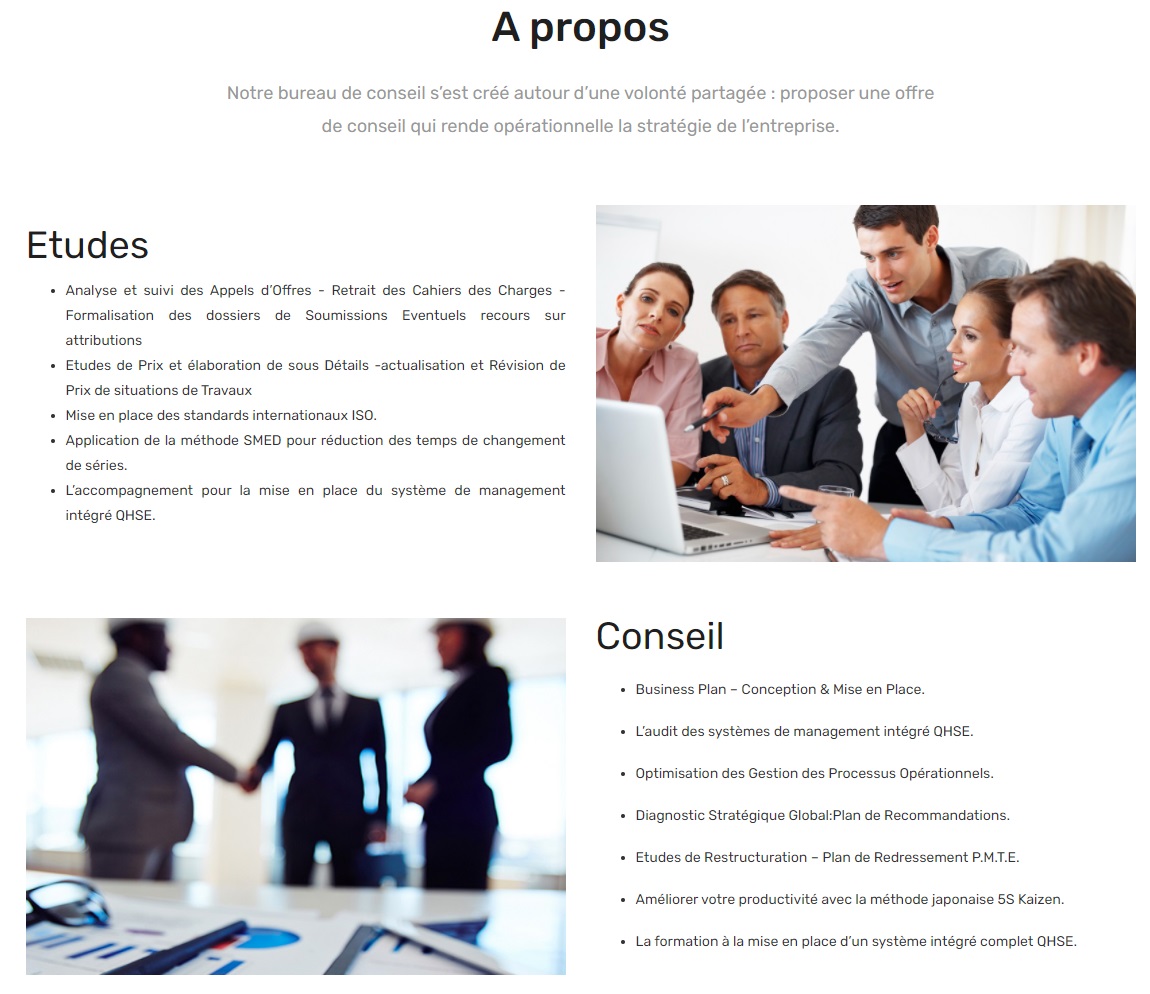 A propos
Notre bureau de conseil s’est créé autour d’une volonté partagée : proposer une offre
de conseil qui rende opérationnelle la stratégie de l’entreprise.
Etudes
• Analyse et suivi des Appels d’Offres - Retrait des Cahiers des Charges -
Formalisation des dossiers de Soumissions Eventuels recours sur
attributions
• Etudes de Prix et élaboration de sous Détails -actualisation et Révision de
Prix de situations de Travaux
• Mise en place des standards internationaux ISO.
• Application de la méthode SMED pour réduction des temps de changement
de séries.
• L’accompagnement pour la mise en place du système de management
intégré QHSE.
Conseil
• Business Plan – Conception & Mise en Place.
• L’audit des systèmes de management intégré QHSE.
• Optimisation des Gestion des Processus Opérationnels.
• Diagnostic Stratégique Global:Plan de Recommandations.
• Etudes de Restructuration – Plan de Redressement P.M.T.E.
• Améliorer votre productivité avec la méthode japonaise 5S Kaizen.
• La formation à la mise en place d’un système intégré complet QHSE.